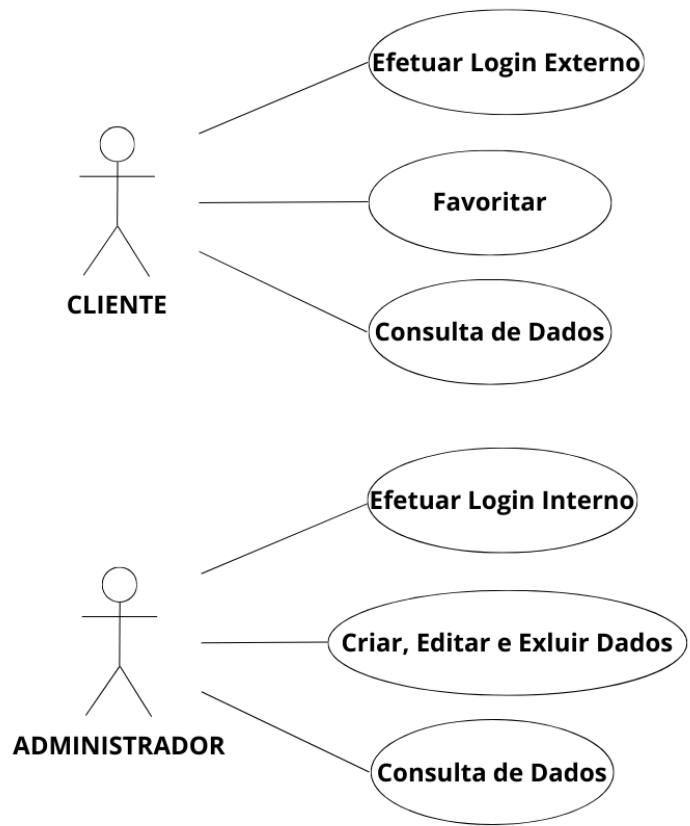 Efetuar Login Externo
Favoritar
CLIENTE
Consulta de Dados
Efetuar Login Interno
Criar, Editar e Exluir Dados
ADMINISTRADOR
Consulta de Dados